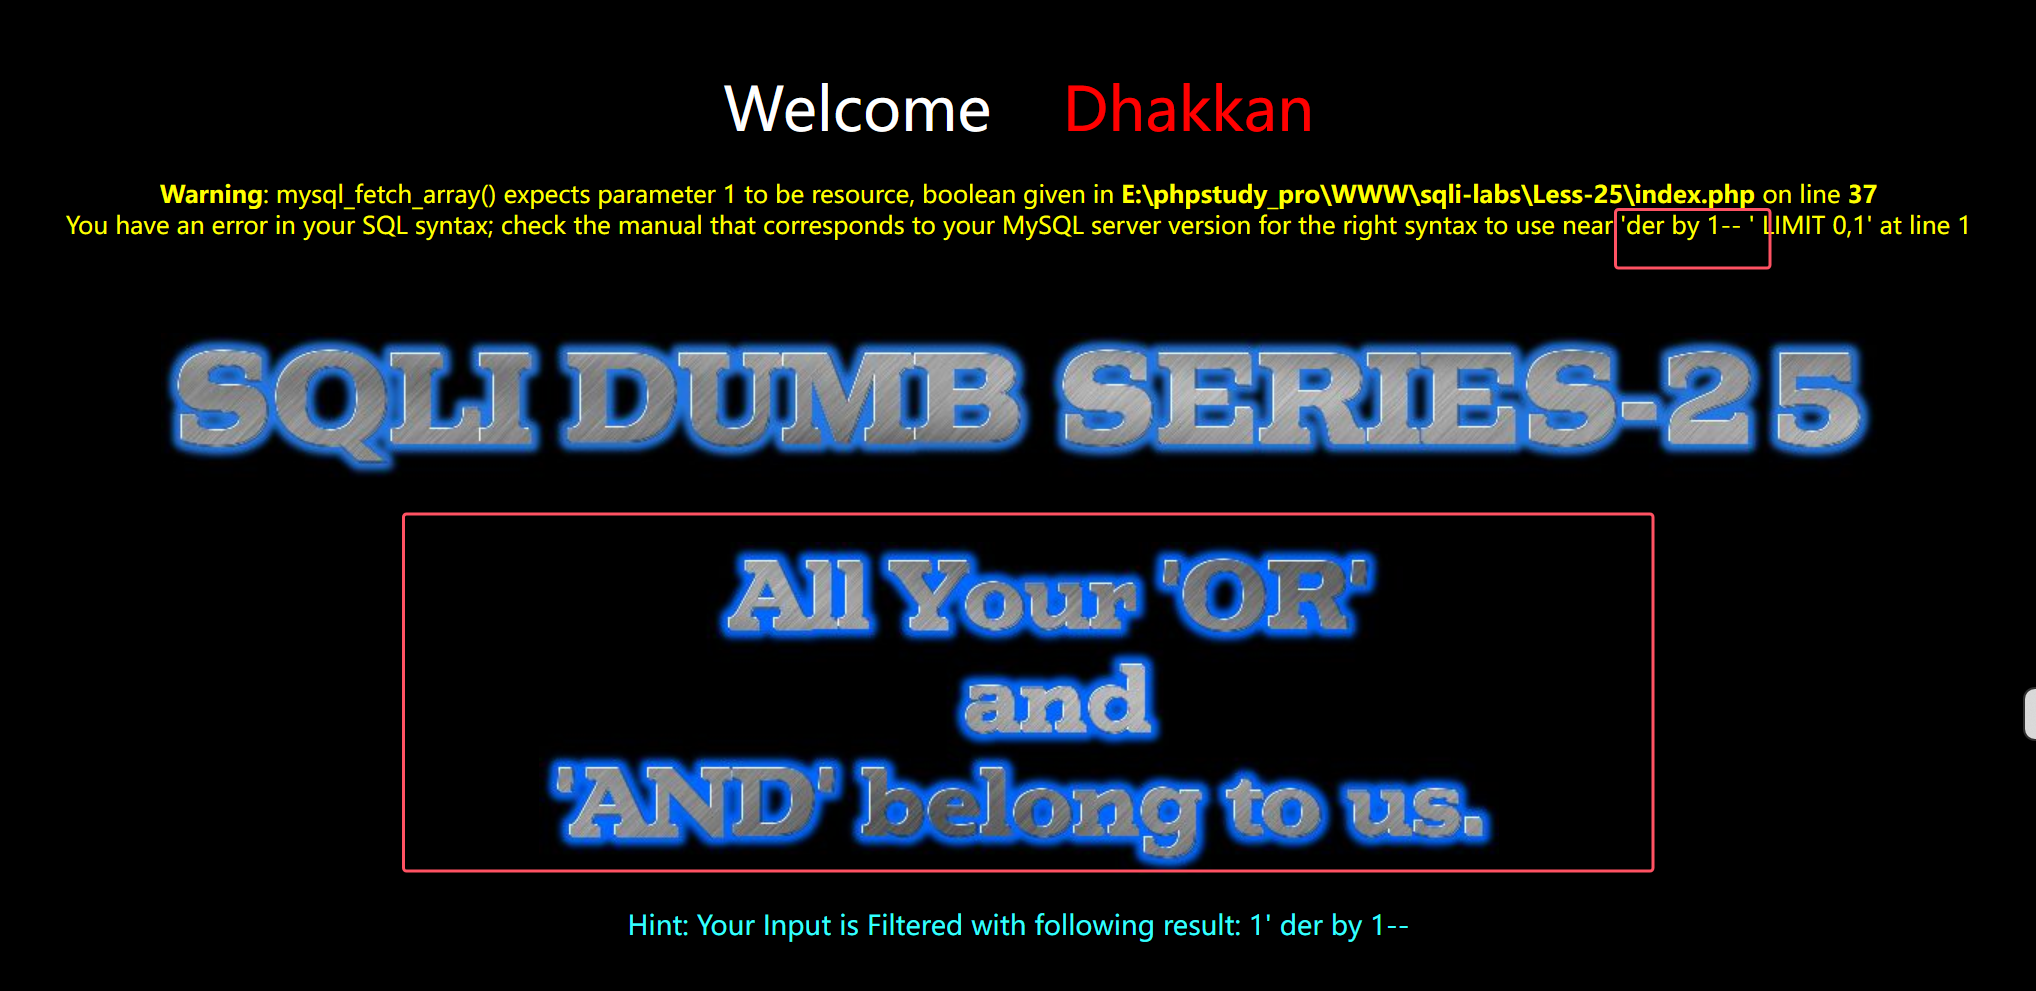 Welcome Dhakkan
Warning: mysql_fetch_array() expects parameter 1 to be resource, boolean given in E:\phpstudy_pro\WWW\sqli-labs\Less-25\index.php on line 37
You have an error in your SQL syntax; check the manual that corresponds to your MySQL server version for the right syntax to use near 'der by 1-- ' LIMIT 0,1' at line 1
SQLI DUMB SERIES-25
All Your 'OR'
and
'AND' belong to us.
Hint: Your Input is Filtered with following result: 1' der by 1--